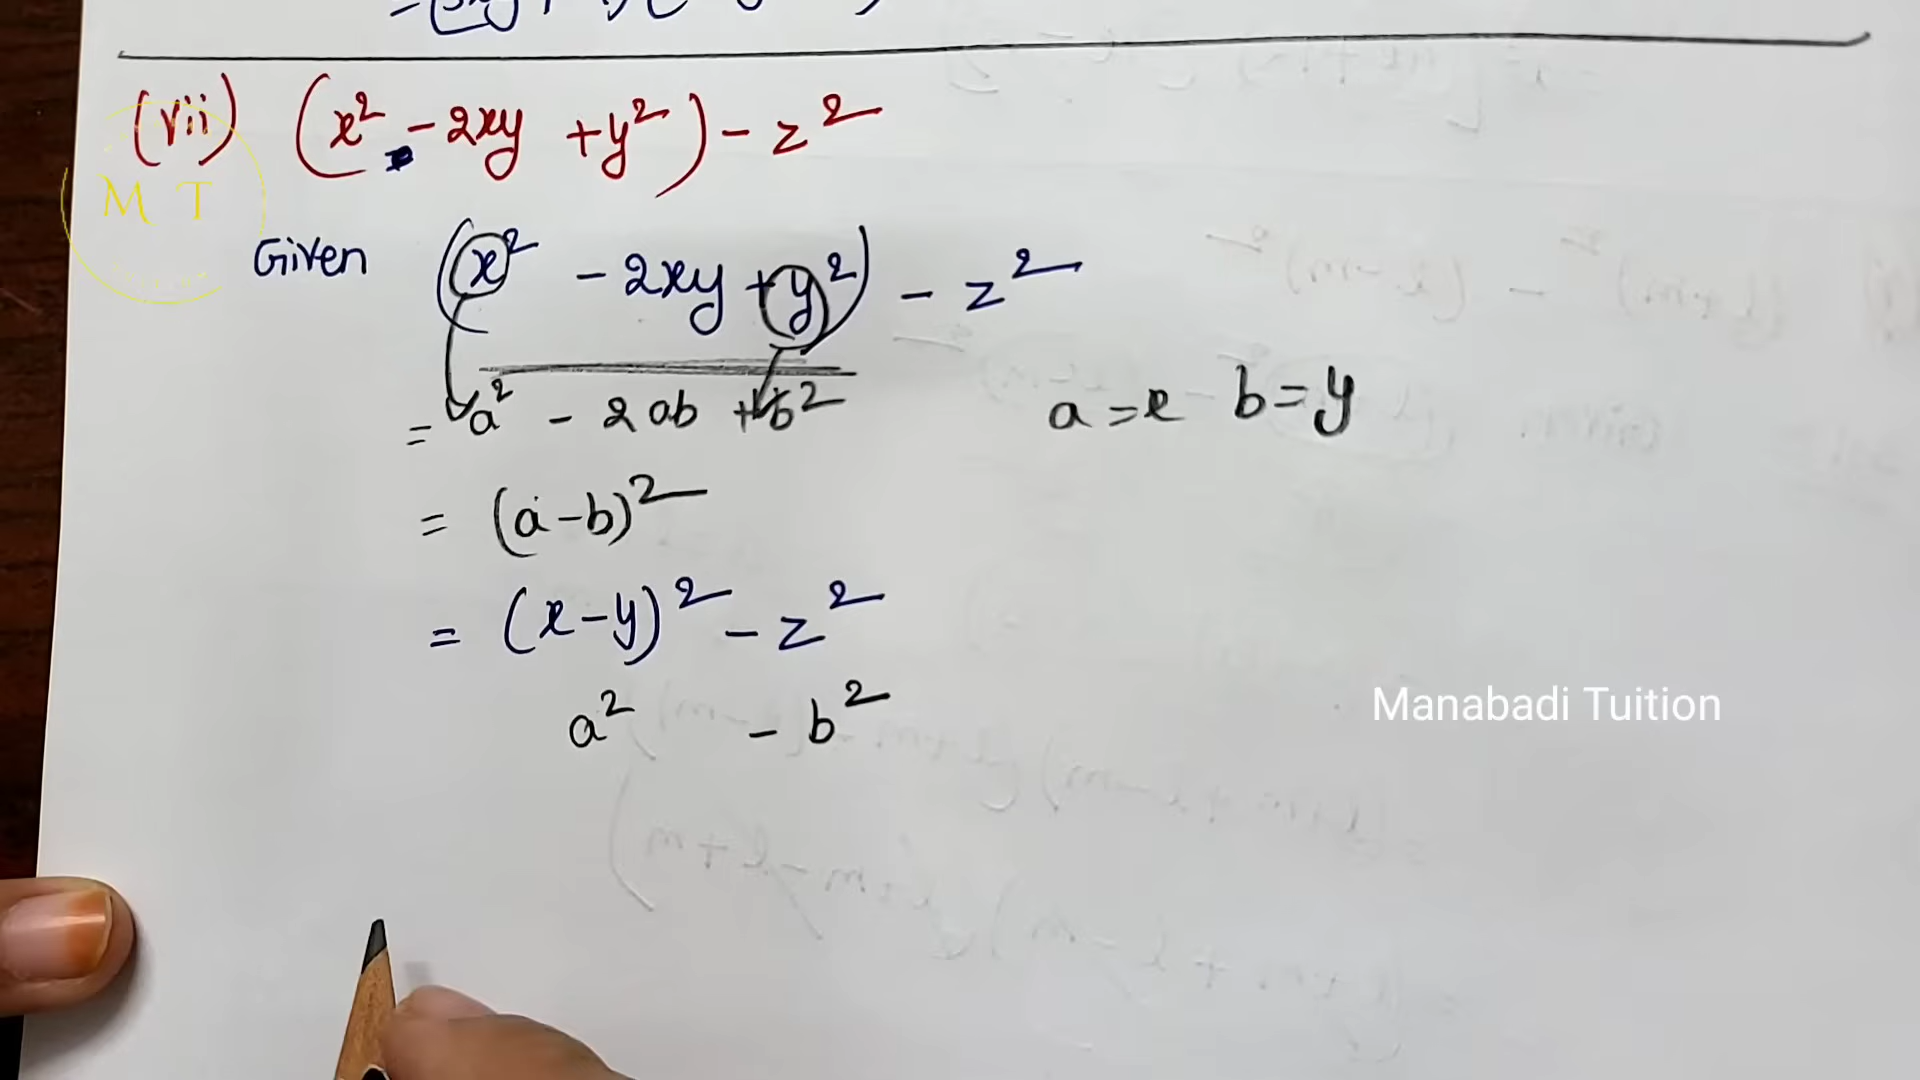 (vii) (x² - 2xy + y²) - z²
M T
Given (x² - 2xy + y²) - z²
= a² - 2ab + b² a = x b = y
= (a-b)²
= (x-y)² - z²
a² - b²
Manabadi Tuition